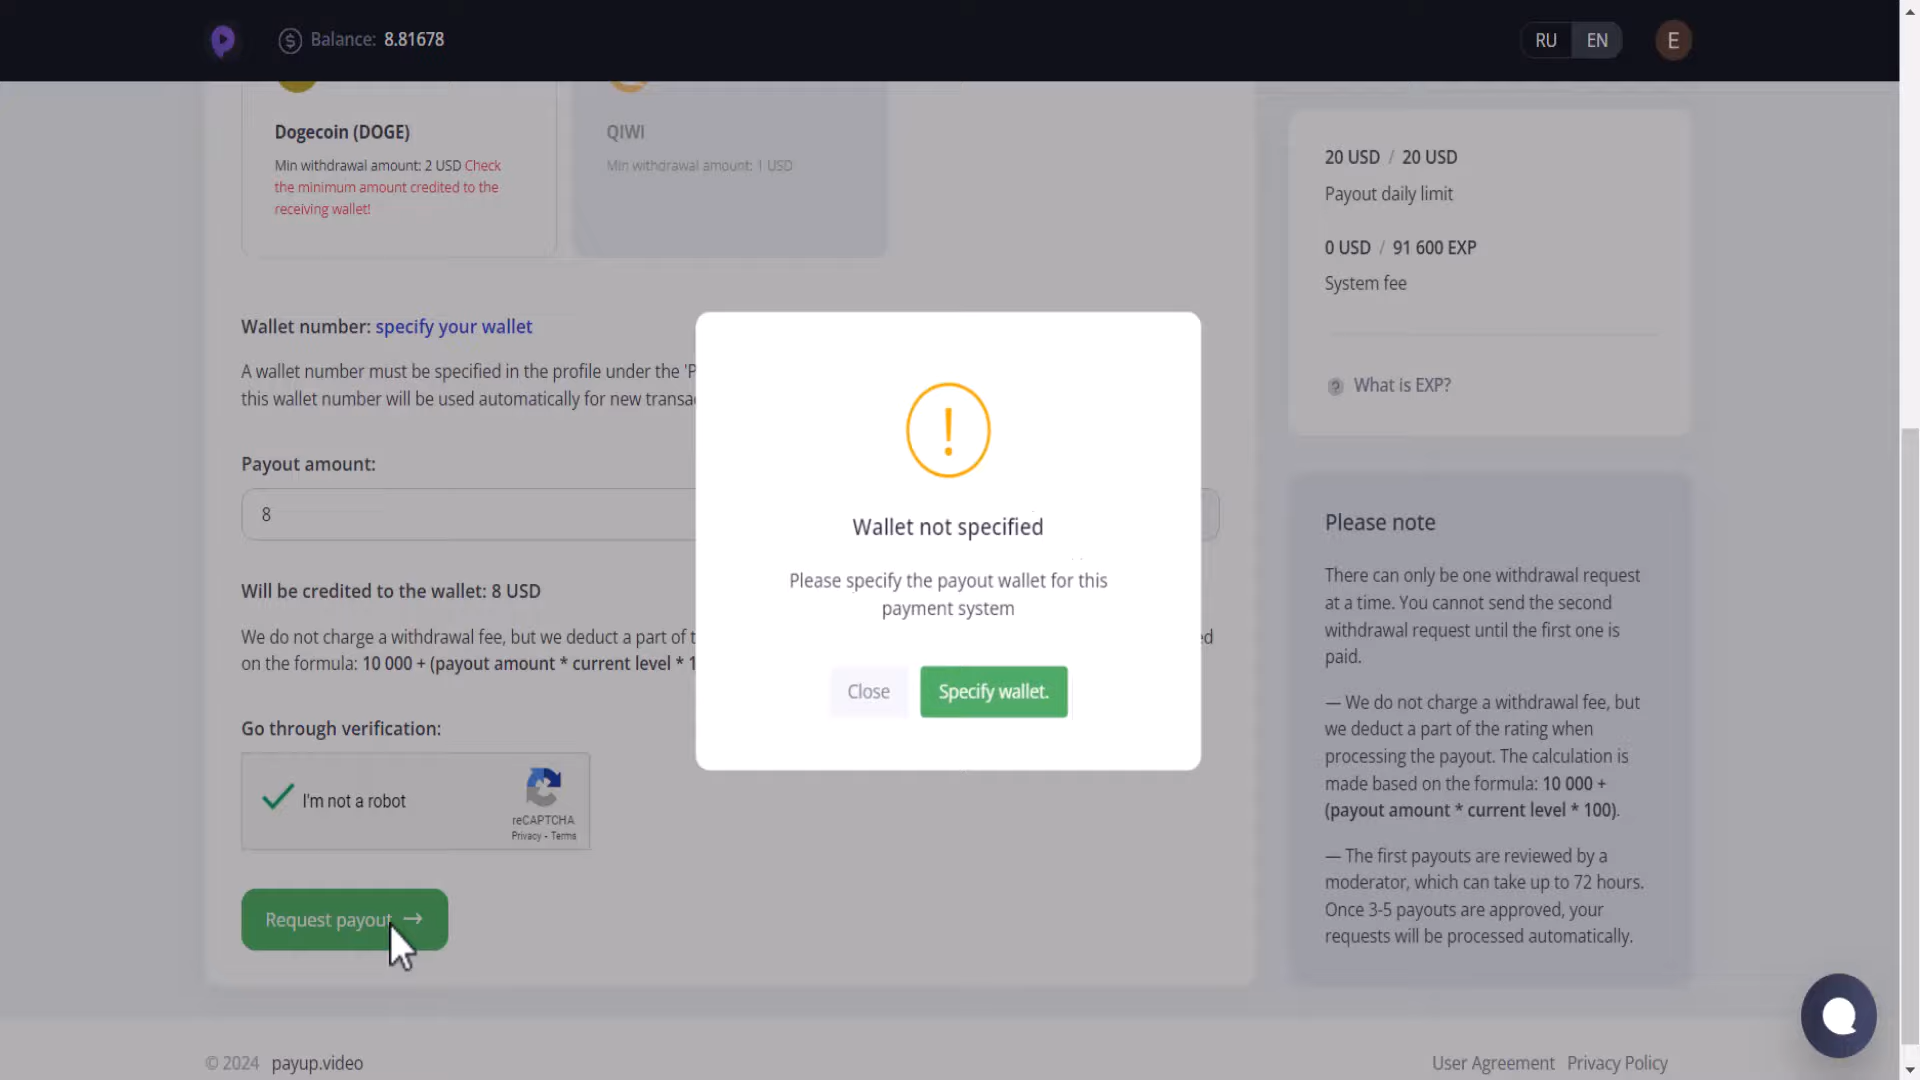 Balance: 8.81678
RU EN E
Dogecoin (DOGE)
Min withdrawal amount: 2 USD Check
the minimum amount credited to the
receiving wallet!
QIWI
Min withdrawal amount: 1 USD
Wallet number: specify your wallet
A wallet number must be specified in the profile under the 'P
this wallet number will be used automatically for new transac
Payout amount:
8
Will be credited to the wallet: 8 USD
We do not charge a withdrawal fee, but we deduct a part of t
ed
on the formula: 10 000 + (payout amount * current level * 1
Go through verification:
I'm not a robot
reCAPTCHA
Privacy - Terms
Request payout
Wallet not specified
Please specify the payout wallet for this
payment system
Close
Specify wallet.
20 USD / 20 USD
Payout daily limit
0 USD / 91 600 EXP
System fee
What is EXP?
Please note
There can only be one withdrawal request
at a time. You cannot send the second
withdrawal request until the first one is
paid.
— We do not charge a withdrawal fee, but
we deduct a part of the rating when
processing the payout. The calculation is
made based on the formula: 10 000 +
(payout amount * current level * 100).
— The first payouts are reviewed by a
moderator, which can take up to 72 hours.
Once 3-5 payouts are approved, your
requests will be processed automatically.
© 2024 payup.video
User Agreement Privacy Policy